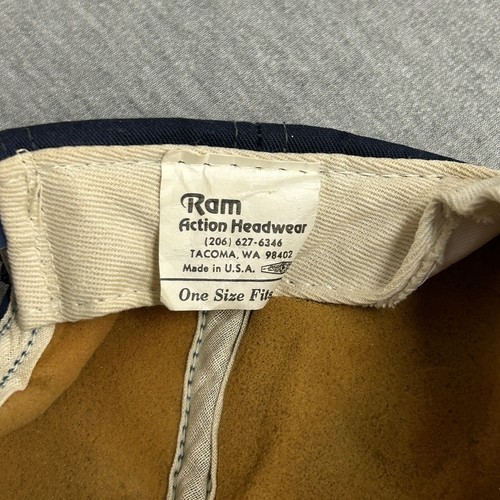 Ram
Action Headwear
(206) 627-6346
TACOMA, WA 98402
Made in U.S.A.
One Size Fits